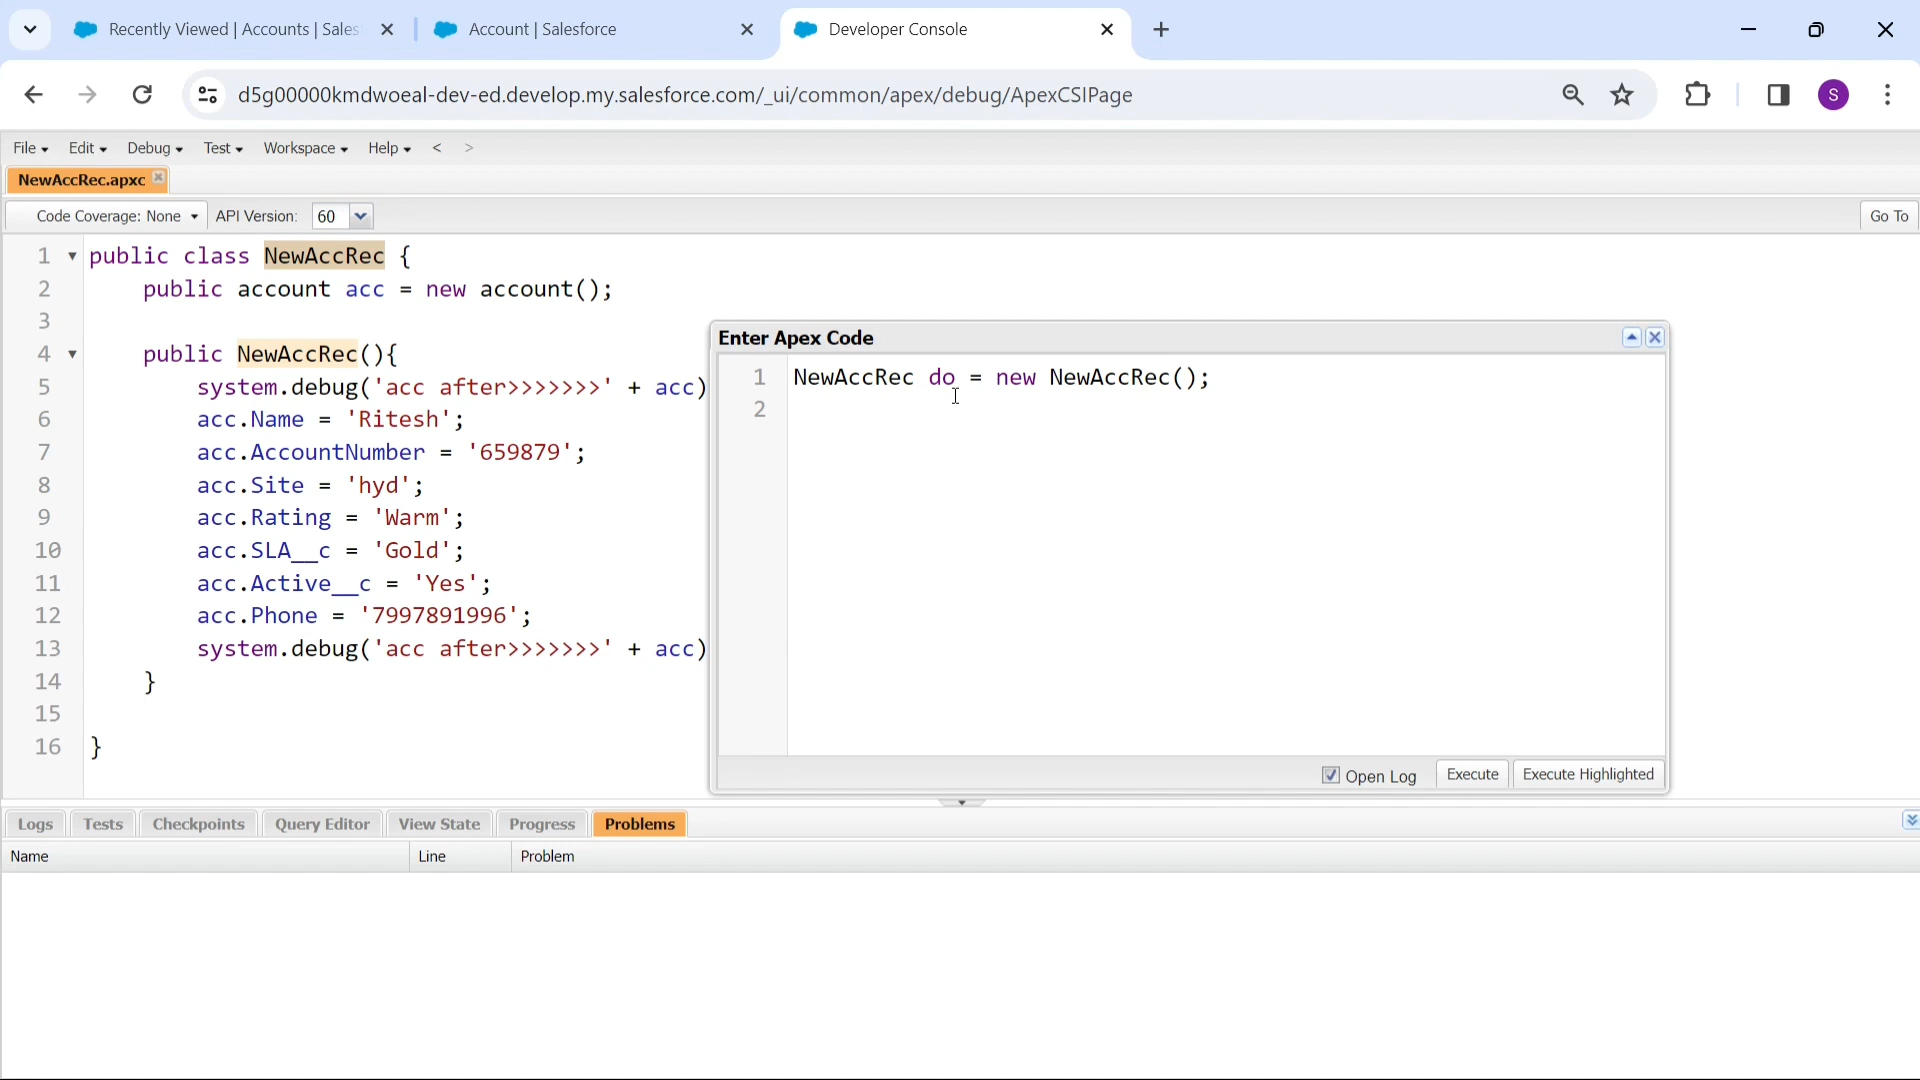 Recently Viewed | Accounts | Sales
Account | Salesforce
Developer Console
d5g00000kmdwoeal-dev-ed.develop.my.salesforce.com/_ui/common/apex/debug/ApexCSIPage
S
File Edit Debug Test Workspace Help < >
NewAccRec.apxc
Code Coverage: None API Version: 60 Go To
1 public class NewAccRec {
2 public account acc = new account();
3
4 public NewAccRec(){
5 system.debug('acc after>>>>>>>' + acc)
6 acc.Name = 'Ritesh';
7 acc.AccountNumber = '659879';
8 acc.Site = 'hyd';
9 acc.Rating = 'Warm';
10 acc.SLA__c = 'Gold';
11 acc.Active__c = 'Yes';
12 acc.Phone = '7997891996';
13 system.debug('acc after>>>>>>>' + acc)
14 }
15
16 }
Enter Apex Code
1 NewAccRec do = new NewAccRec();
2
Open Log Execute Execute Highlighted
Logs Tests Checkpoints Query Editor View State Progress Problems
Name Line Problem